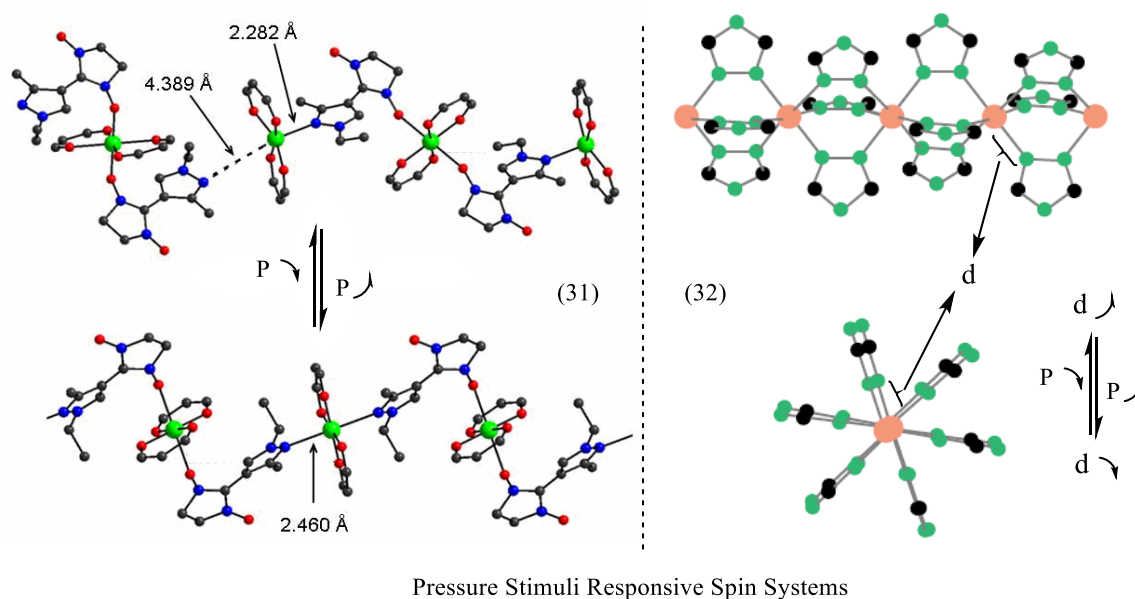 2.282 Å
4.389 Å
P
P
(31)
2.460 Å
(32)
d
d
P
P
d
Pressure Stimuli Responsive Spin Systems